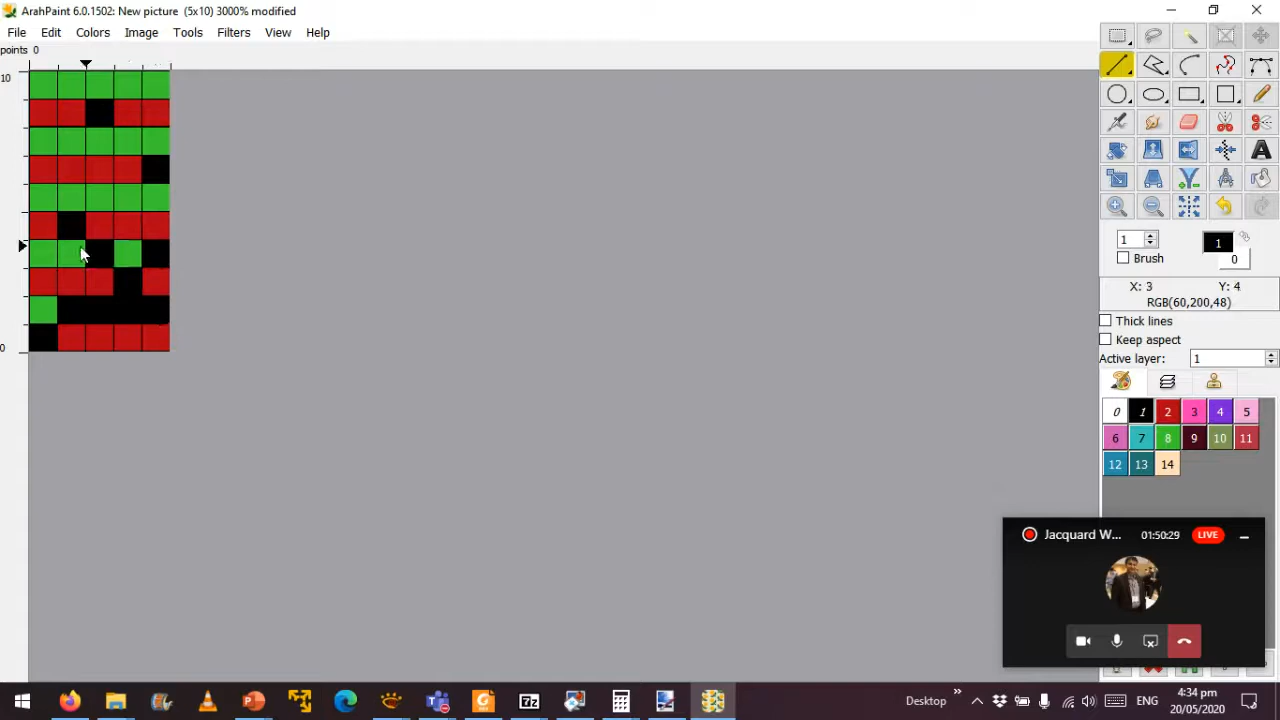 ArahPaint 6.0.1502: New picture (5x10) 3000% modified
File Edit Colors Image Tools Filters View Help
points 0
10
0
1
Brush
1
0
X: 3 Y: 4
RGB(60,200,48)
Thick lines
Keep aspect
Active layer: 1
0 1 2 3 4 5
6 7 8 9 10 11
12 13 14
Jacquard W... 01:50:29 LIVE
Desktop » ENG 4:34 pm
20/05/2020
7z